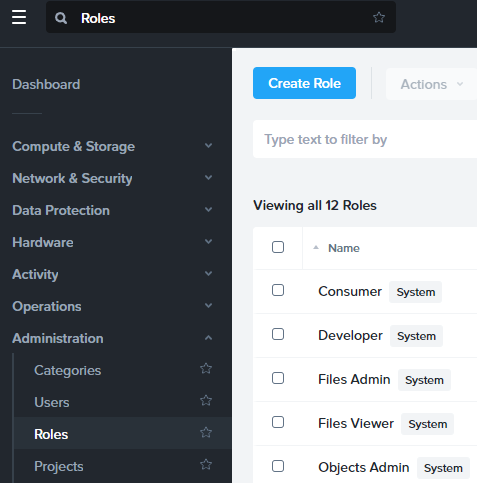 Roles
Dashboard
Compute & Storage
Network & Security
Data Protection
Hardware
Activity
Operations
Administration
Categories
Users
Roles
Projects
Create Role
Actions
Type text to filter by
Viewing all 12 Roles
Name
Consumer System
Developer System
Files Admin System
Files Viewer System
Objects Admin System